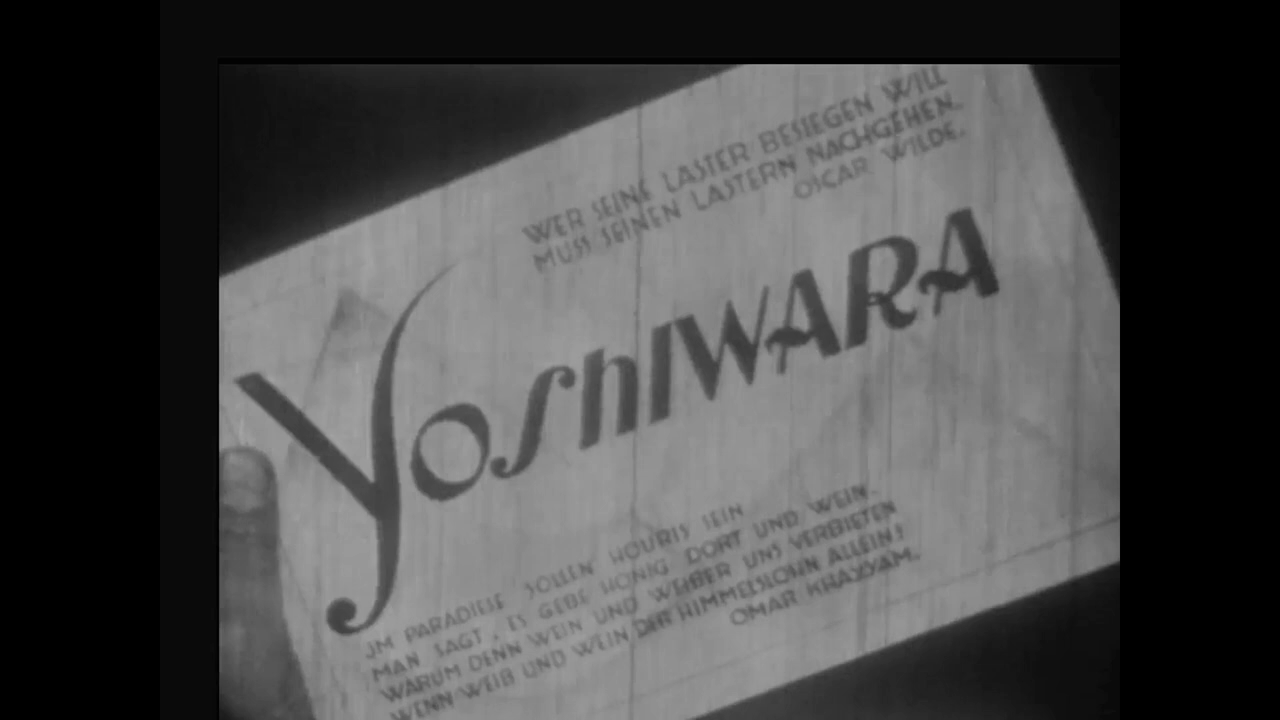 WER SEINE LASTER BESIEGEN WILL
MUSS SEINEN LASTERN NACHGEHEN.
OSCAR WILDE.
YOShIWARA
JM PARADIESE SOLLEN HOURIS SEIN
MAN SAGT, ES GEBE HONIG DORT UND WEIN.
WARUM DENN WEIN UND WEIBER UNS VERBIETEN
WENN WEIB UND WEIN DER HIMMELSLOHN ALLEIN!
OMAR KHAYYAM.